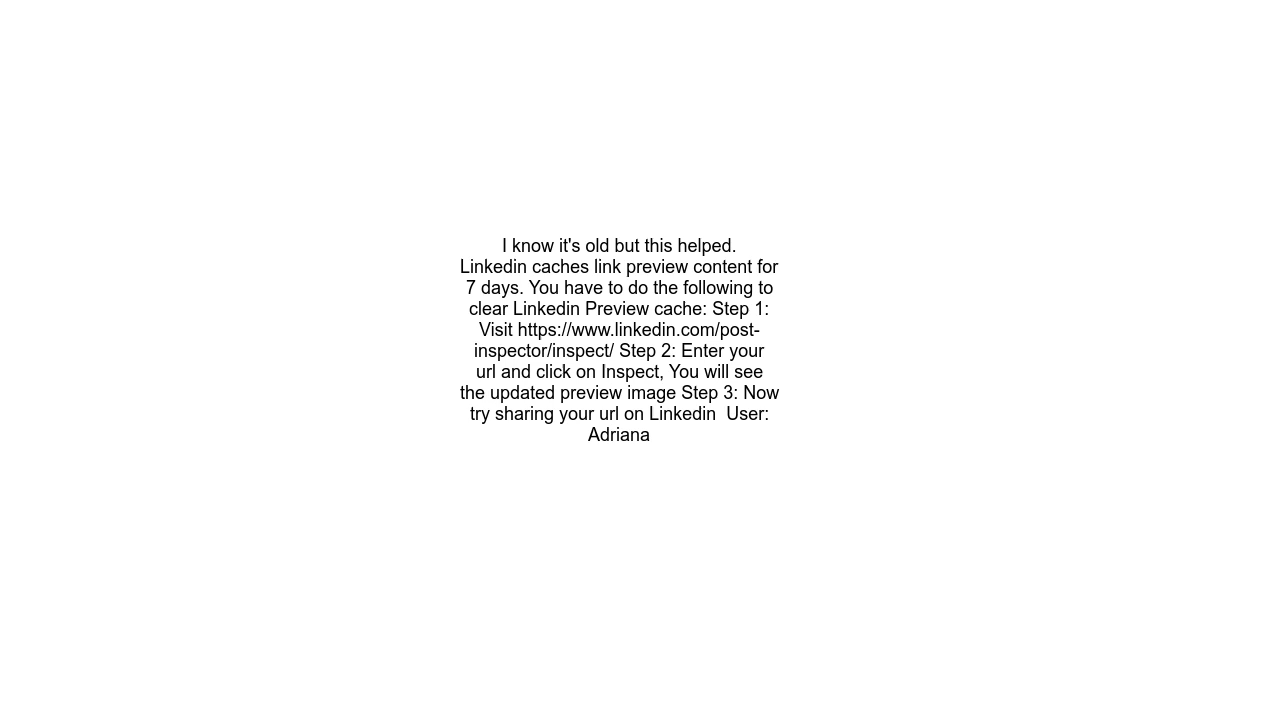 I know it's old but this helped.
Linkedin caches link preview content for
7 days. You have to do the following to
clear Linkedin Preview cache: Step 1:
Visit https://www.linkedin.com/post-
inspector/inspect/ Step 2: Enter your
url and click on Inspect, You will see
the updated preview image Step 3: Now
try sharing your url on Linkedin  User:
Adriana